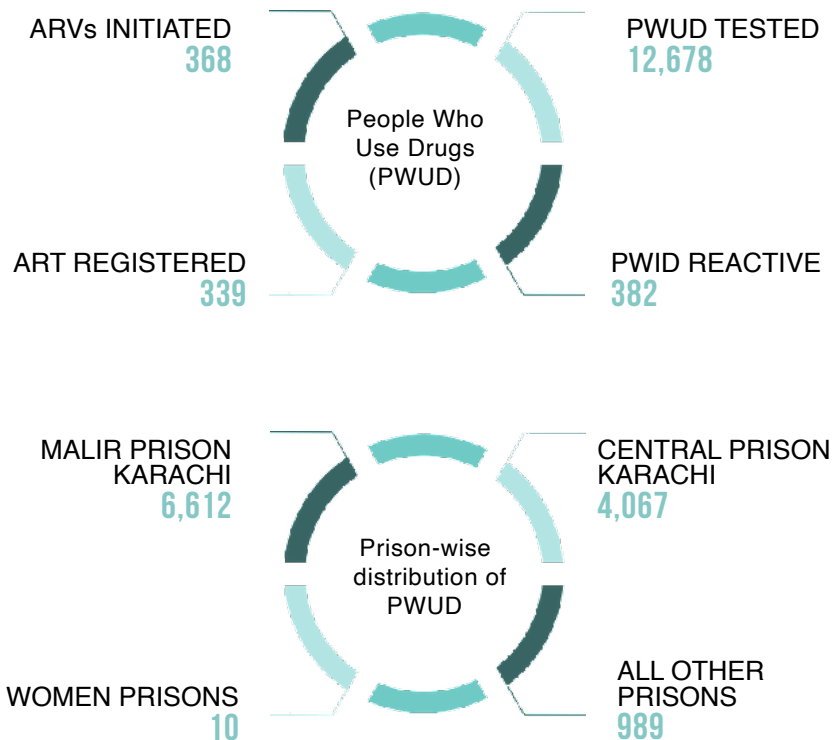 ARVs INITIATED
368
PWUD TESTED
12,678
People Who
Use Drugs
(PWUD)
ART REGISTERED
339
PWID REACTIVE
382
MALIR PRISON
KARACHI
6,612
CENTRAL PRISON
KARACHI
4,067
Prison-wise
distribution of
PWUD
WOMEN PRISONS
10
ALL OTHER
PRISONS
989